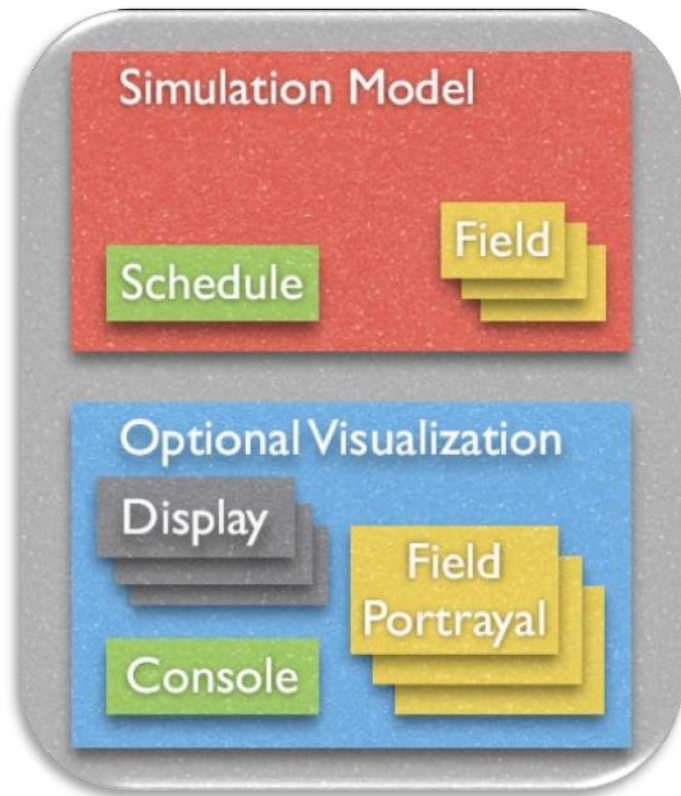 Simulation Model
Field
Schedule
Optional Visualization
Display
Field
Portrayal
Console